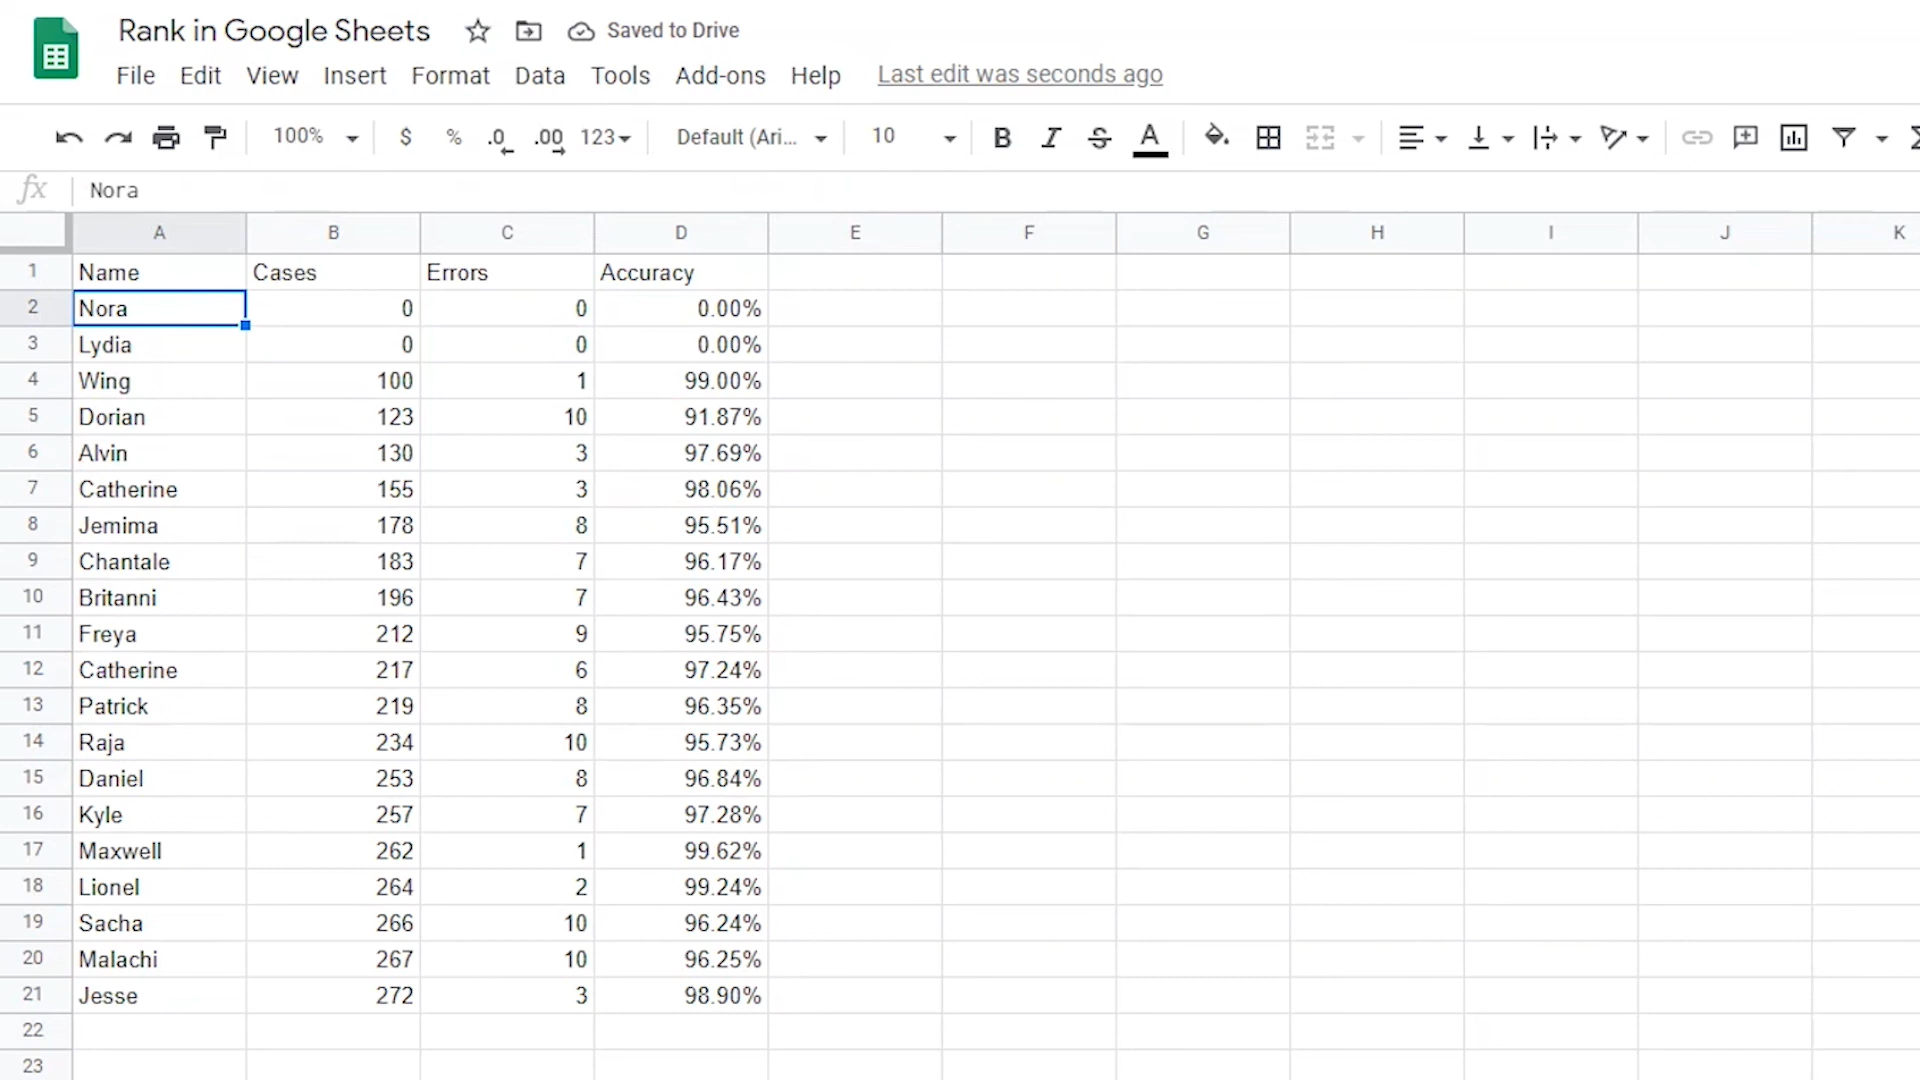 Rank in Google Sheets Saved to Drive
File Edit View Insert Format Data Tools Add-ons Help Last edit was seconds ago
100% $ % .0 .00 123 Default (Ari... 10 B I S A
fx Nora
A B C D E F G H I J K
1 Name Cases Errors Accuracy
2 Nora 0 0 0.00%
3 Lydia 0 0 0.00%
4 Wing 100 1 99.00%
5 Dorian 123 10 91.87%
6 Alvin 130 3 97.69%
7 Catherine 155 3 98.06%
8 Jemima 178 8 95.51%
9 Chantale 183 7 96.17%
10 Britanni 196 7 96.43%
11 Freya 212 9 95.75%
12 Catherine 217 6 97.24%
13 Patrick 219 8 96.35%
14 Raja 234 10 95.73%
15 Daniel 253 8 96.84%
16 Kyle 257 7 97.28%
17 Maxwell 262 1 99.62%
18 Lionel 264 2 99.24%
19 Sacha 266 10 96.24%
20 Malachi 267 10 96.25%
21 Jesse 272 3 98.90%
22
23